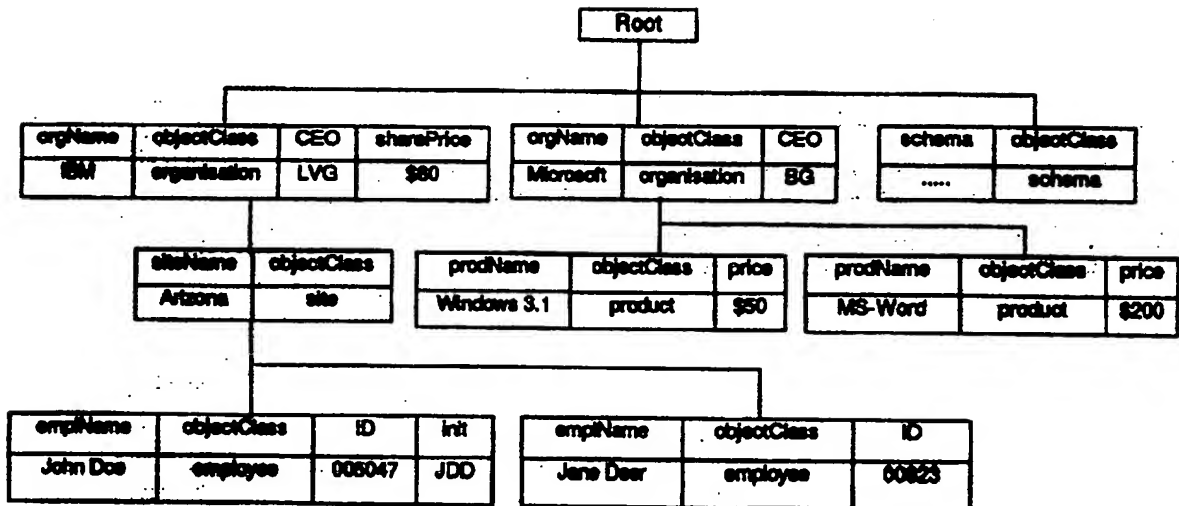 Root
orgName objectClass CEO sharePrice
IBM organisation LVG $60
orgName objectClass CEO
Microsoft organisation BG
schema objectClass
..... schema
siteName objectClass
Arizona site
prodName objectClass price
Windows 3.1 product $50
prodName objectClass price
MS-Word product $200
emplName objectClass ID init
John Doe employee JDD
emplName objectClass ID
Jane Deer employee